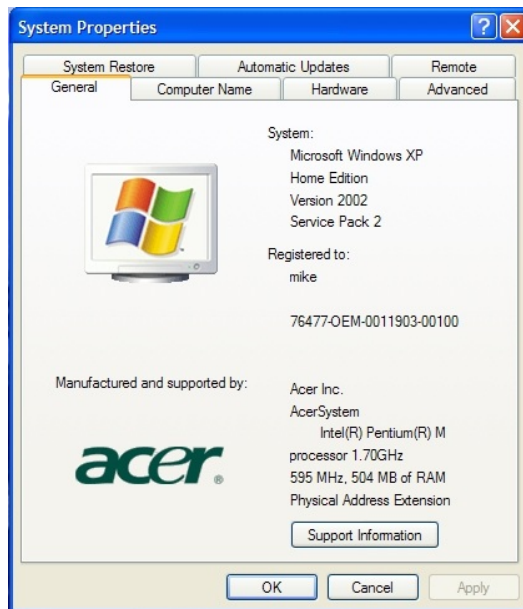 System Properties
System Restore
Automatic Updates
Remote
General
Computer Name
Hardware
Advanced
System:
Microsoft Windows XP
Home Edition
Version 2002
Service Pack 2
Registered to:
mike
76477-OEM-0011903-00100
Manufactured and supported by:
acer
Acer Inc.
AcerSystem
Intel(R) Pentium(R) M
processor 1.70GHz
595 MHz, 504 MB of RAM
Physical Address Extension
Support Information
OK
Cancel
Apply